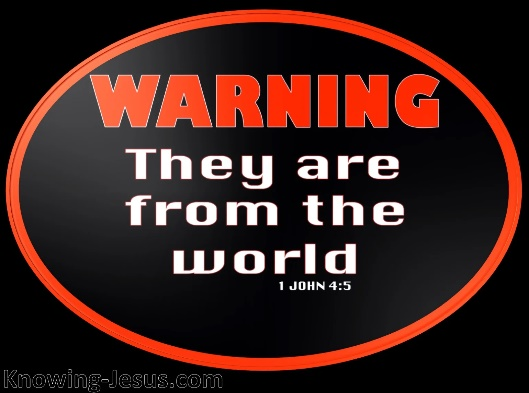 WARNING
They are
from the
world
1 JOHN 4:5
Knowing-Jesus.com